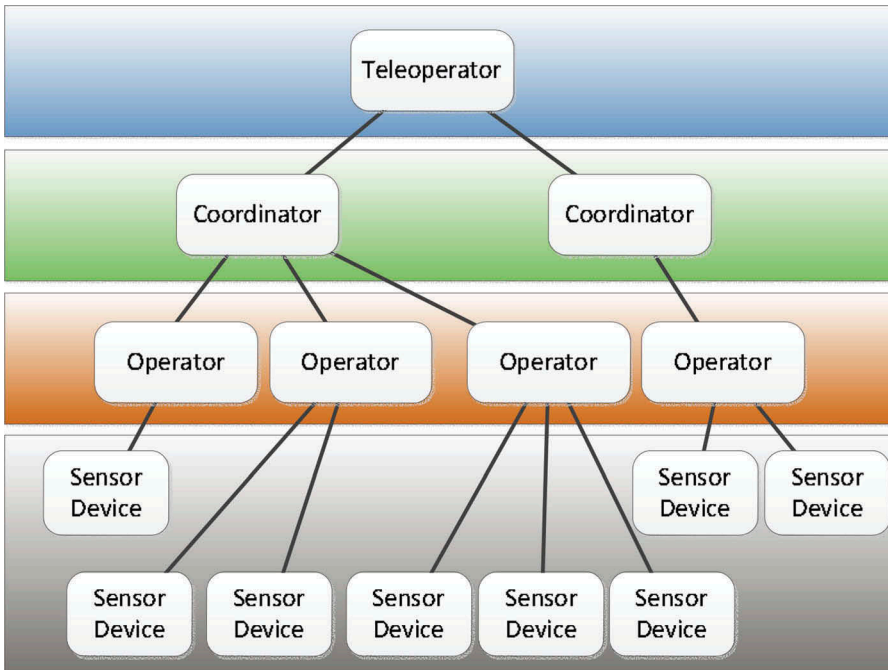 Teleoperator
Coordinator
Coordinator
Operator
Operator
Operator
Operator
Sensor
Device
Sensor
Device
Sensor
Device
Sensor
Device
Sensor
Device
Sensor
Device
Sensor
Device
Sensor
Device